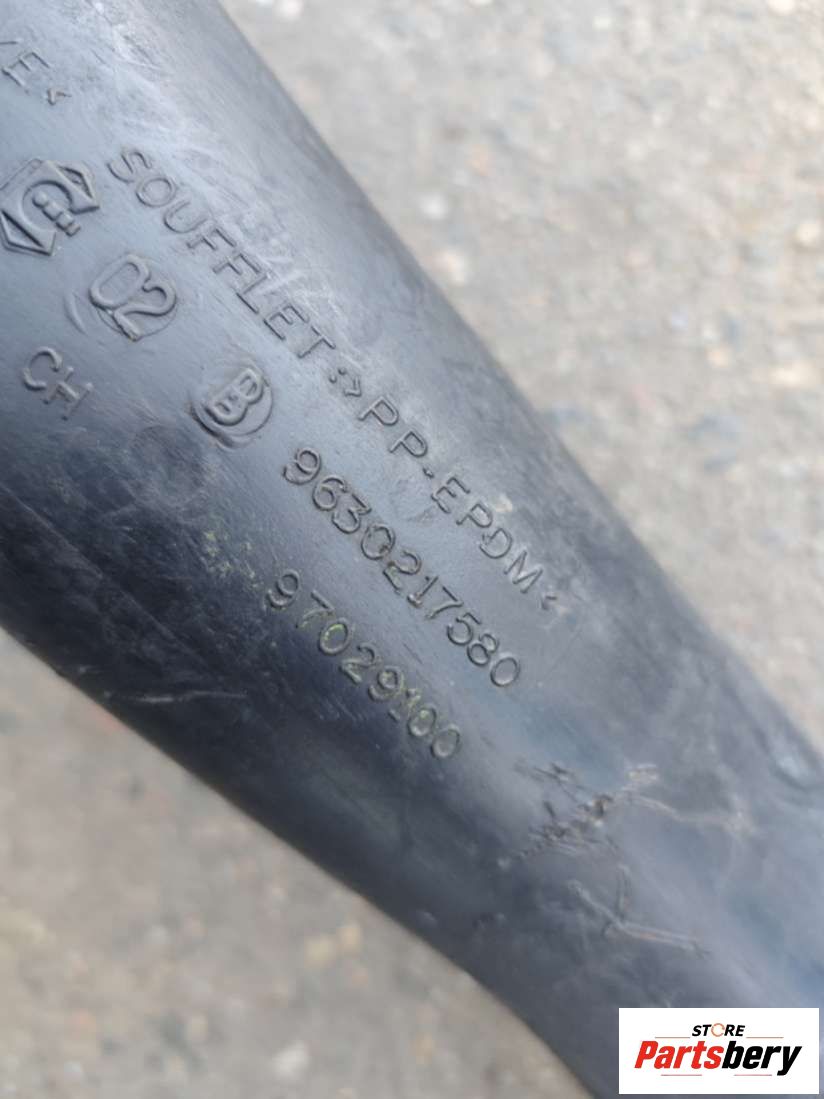 SOUFFLET:>PP-EPDM<
02
CH
B
9630217580
97029100
STORE
Partsbery